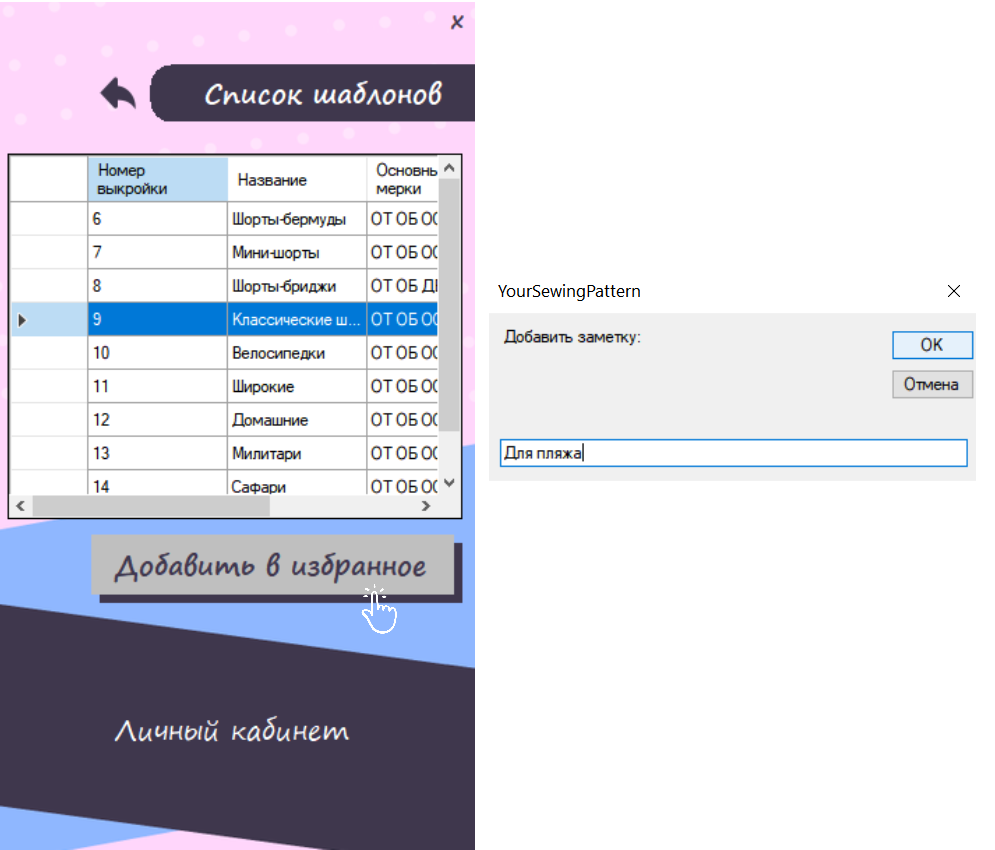 x
Список шаблонов
Номер
выкройки
Название
Основны
мерки
6 Шорты-бермуды ОТ ОБ ОС
7 Мини-шорты ОТ ОБ ОС
8 Шорты-бриджи ОТ ОБ
9 Классические ш... ОТ ОБ ОС
10 Велосипедки ОТ ОБ ОС
11 Широкие ОТ ОБ ОС
12 Домашние ОТ ОБ ОС
13 Милитари ОТ ОБ ОС
14 Сафари ОТ ОБ ОС
Добавить в избранное
Личный кабинет
YourSewingPattern
Добавить заметку:
OK
Отмена
Для пляжа